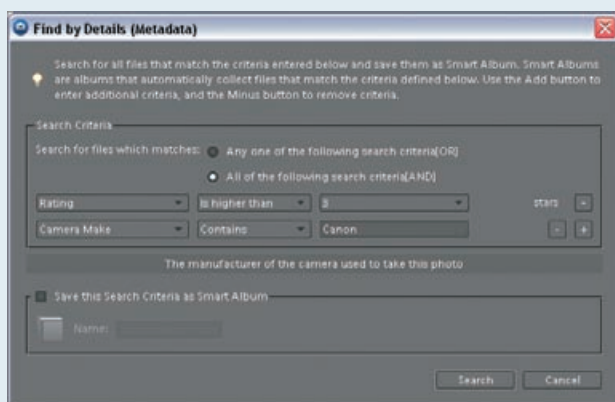 Find by Details (Metadata)
Search for all files that match the criteria entered below and save them as Smart Album. Smart Albums
are albums that automatically collect files that match the criteria defined below. Use the Add button to
enter additional criteria, and the Minus button to remove criteria.
Search Criteria
Search for files which matches: Any one of the following search criteria[OR]
All of the following search criteria[AND]
Rating Is higher than 3 stars -
Camera Make Contains Canon - +
The manufacturer of the camera used to take this photo
Save this Search Criteria as Smart Album
Name:
Search Cancel